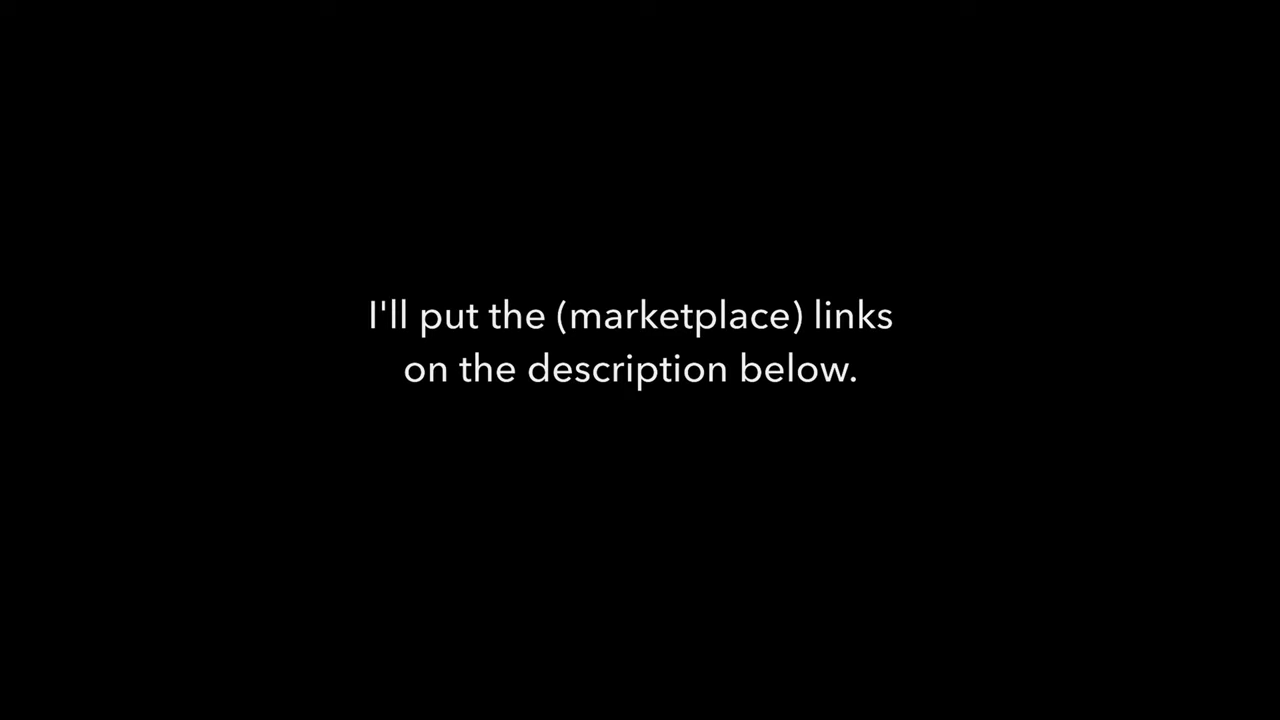 I'll put the (marketplace) links
on the description below.